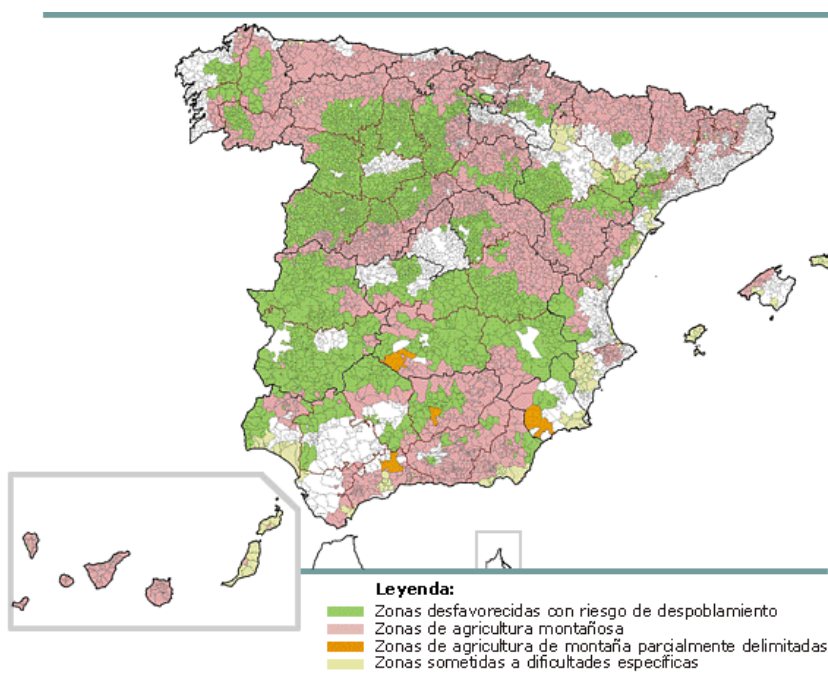 Leyenda:
Zonas desfavorecidas con riesgo de despoblamiento
Zonas de agricultura montañosa
Zonas de agricultura de montaña parcialmente delimitadas
Zonas sometidas a dificultades específicas